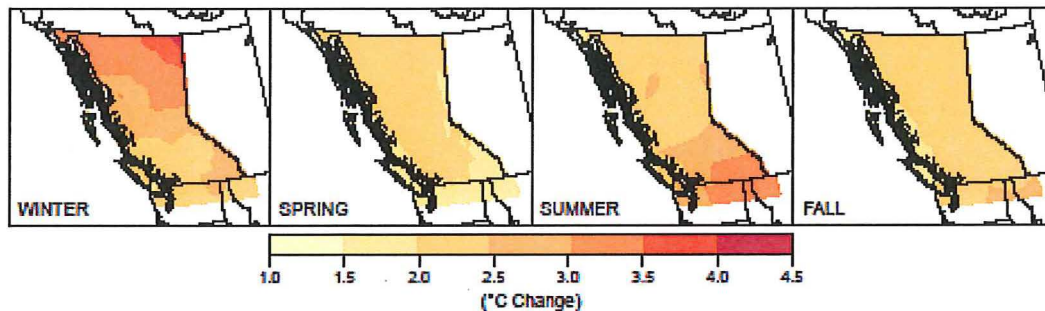 WINTER SPRING SUMMER FALL
1.0 1.5 2.0 2.5 3.0 3.5 4.0 4.5
(°C Change)